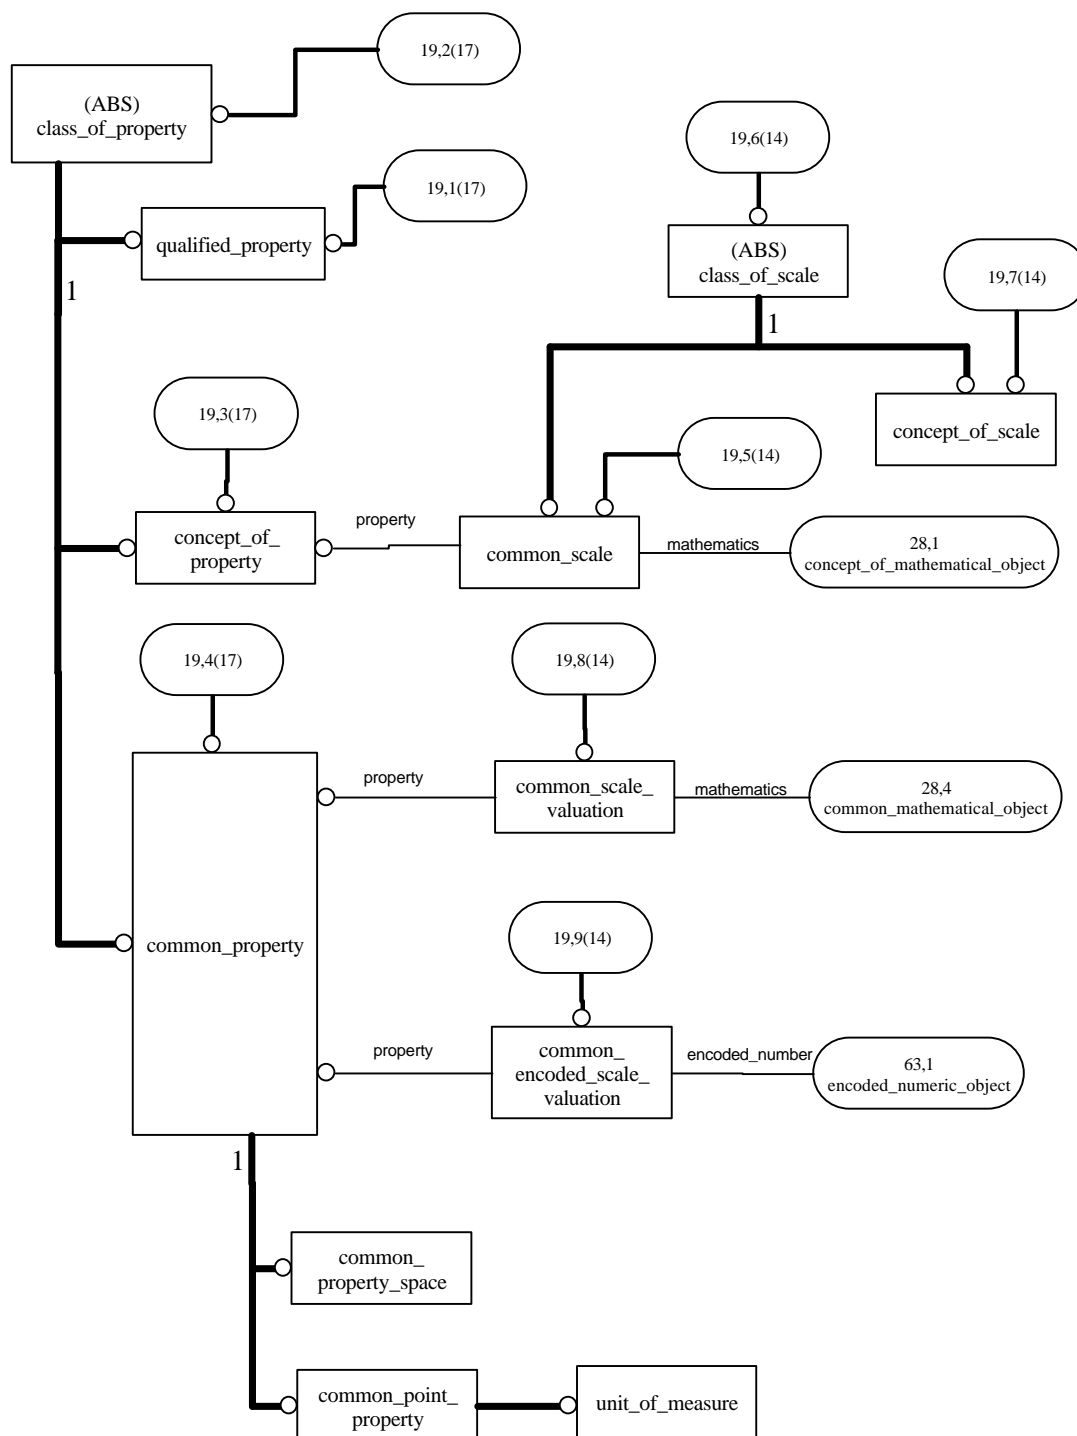 19,2(17)
(ABS)
class_of_property
19,6(14)
19,1(17)
qualified_property
(ABS)
class_of_scale
19,7(14)
1
1
19,3(17)
concept_of_scale
19,5(14)
concept_of_
property
property
common_scale
mathematics
28,1
concept_of_mathematical_object
19,4(17)
19,8(14)
property
common_scale_
valuation
mathematics
28,4
common_mathematical_object
19,9(14)
common_property
property
common_
encoded_scale_
valuation
encoded_number
63,1
encoded_numeric_object
1
common_
property_space
common_point_
property
unit_of_measure